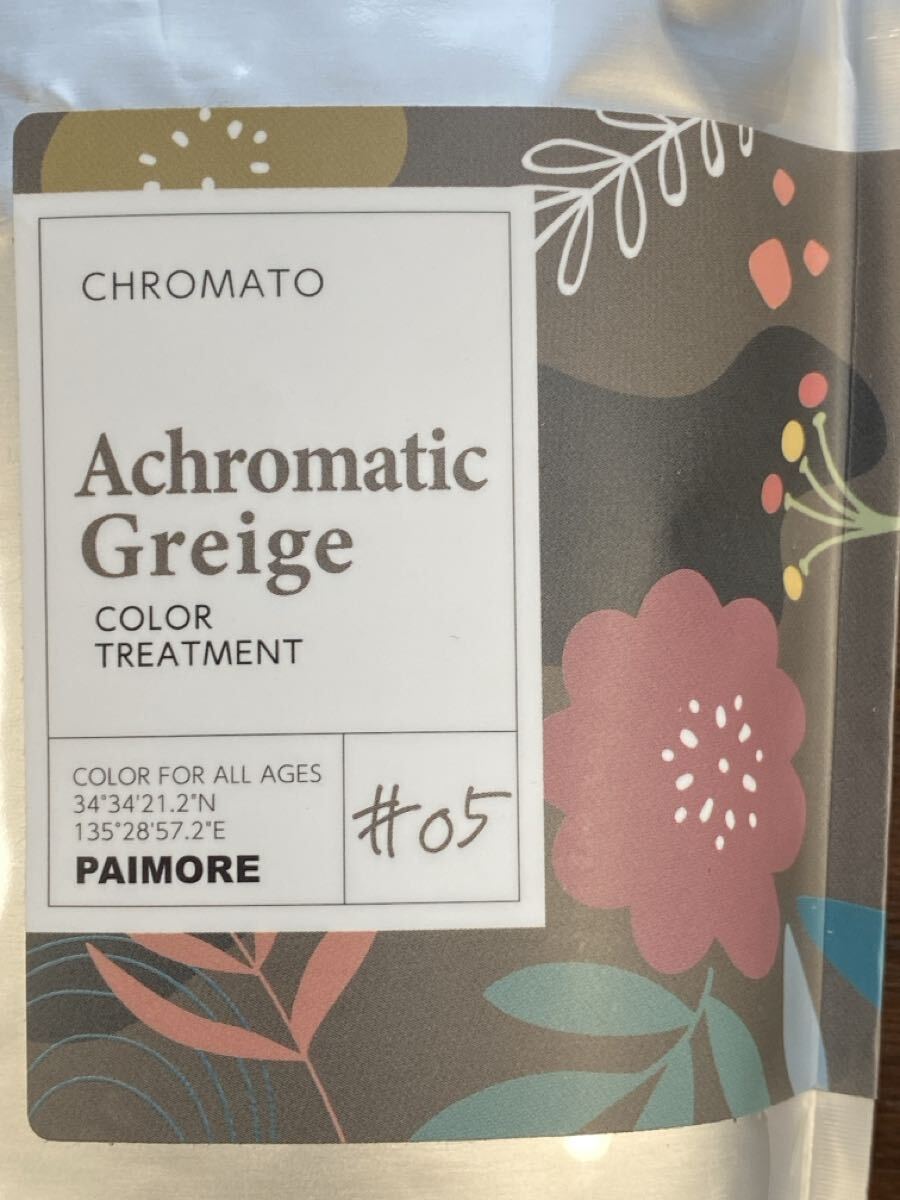 CHROMATO
Achromatic
Greige
COLOR
TREATMENT
COLOR FOR ALL AGES
34°34'21.2"N
135°28'57.2"E
PAIMORE
#05